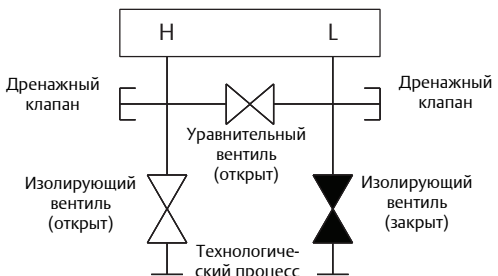 H
L
Дренажный
клапан
Дренажный
клапан
Уравнительный
вентиль
(открыт)
Изолирующий
вентиль
(открыт)
Изолирующий
вентиль
(закрыт)
Технологиче-
ский процесс